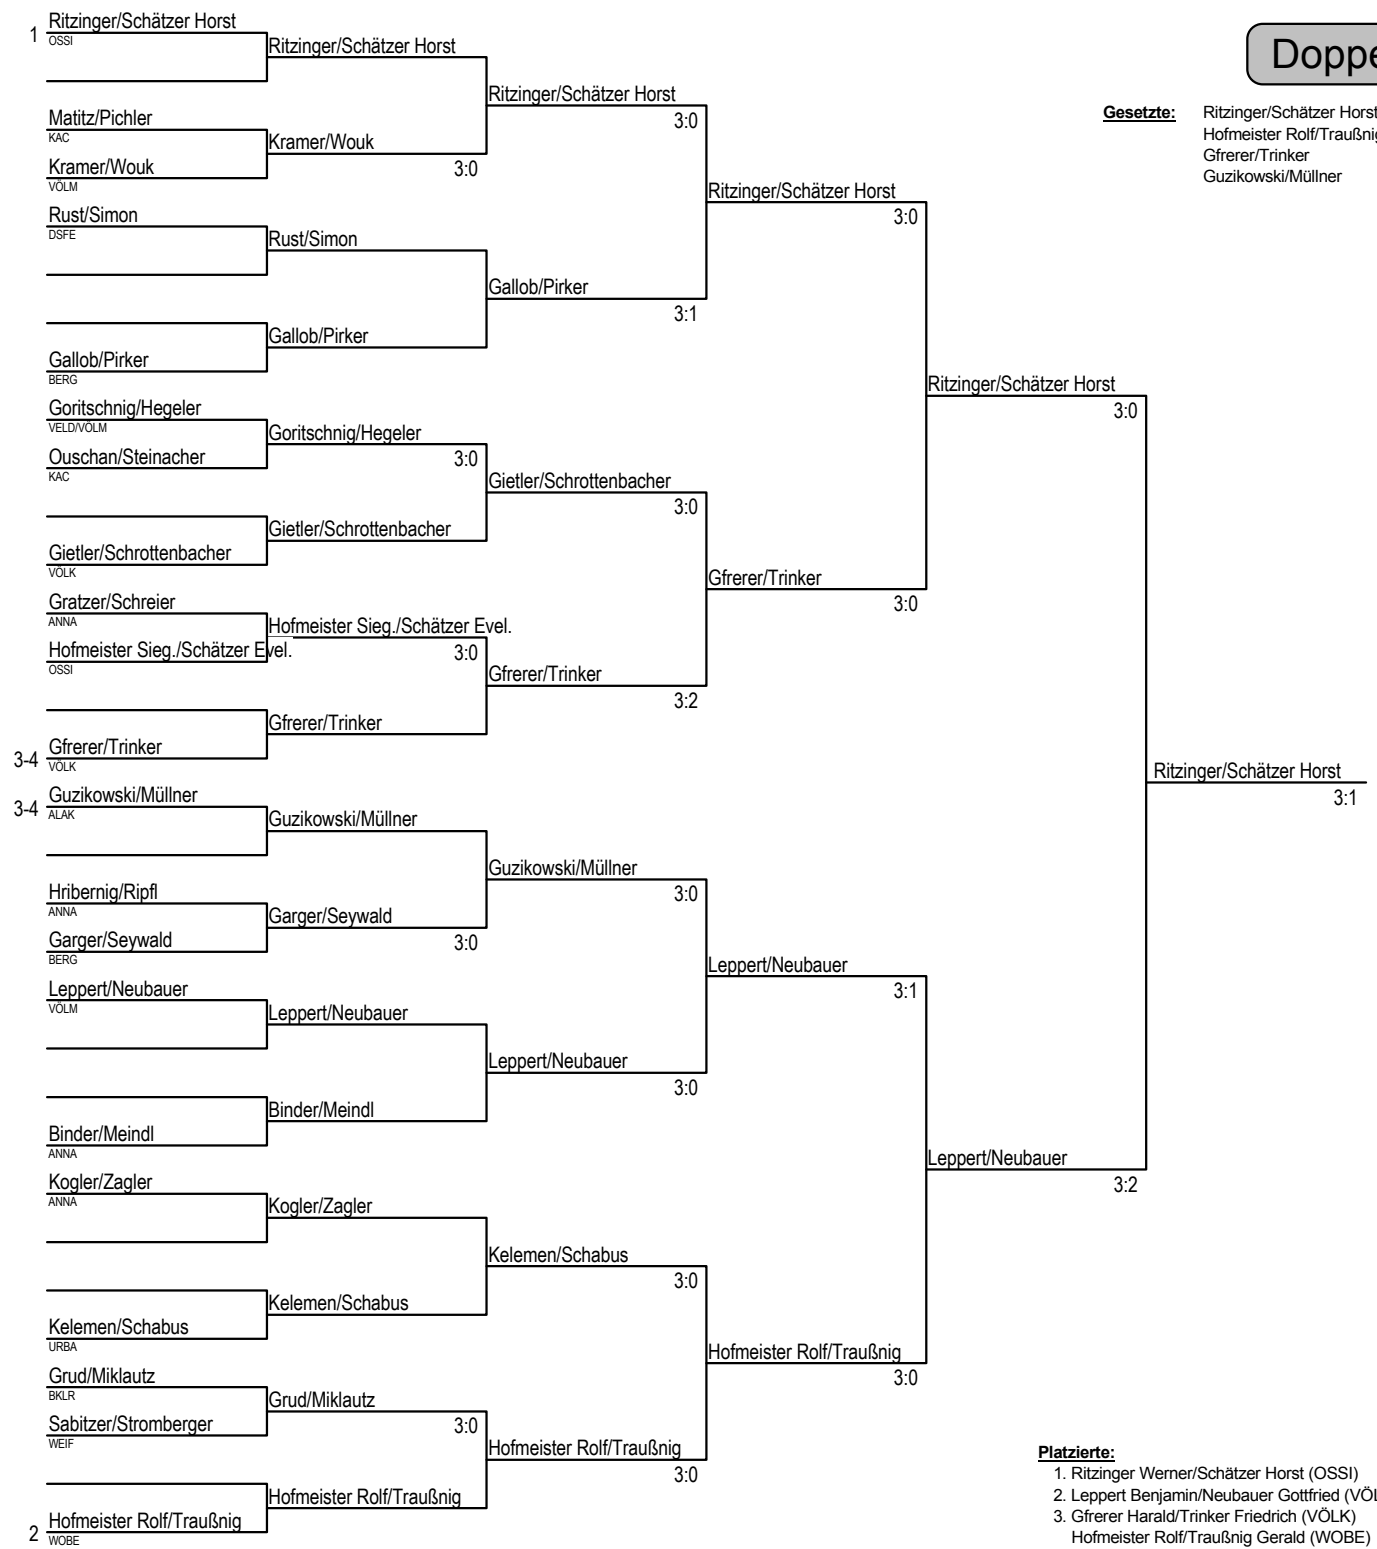 Doppe
Gesetzte: Ritzinger/Schätzer Horst
Hofmeister Rolf/Traußnig
Gfrerer/Trinker
Guzikowski/Müllner
1 Ritzinger/Schätzer Horst
OSSI
Matitz/Pichler
KAC
Kramer/Wouk
VÖLM
Rust/Simon
DSFE
Gallob/Pirker
BERG
Goritschnig/Hegeler
VELD/VÖLM
Ouschan/Steinacher
KAC
Gietler/Schrottenbacher
VÖLK
Gratzer/Schreier
ANNA
Hofmeister Sieg./Schätzer Evel.
OSSI
3-4 Gfrerer/Trinker
VÖLK
3-4 Guzikowski/Müllner
ALAK
Hribernig/Ripfl
ANNA
Garger/Seywald
BERG
Leppert/Neubauer
VÖLM
Binder/Meindl
ANNA
Kogler/Zagler
ANNA
Kelemen/Schabus
URBA
Grud/Miklautz
BKLR
Sabitzer/Stromberger
WEIF
2 Hofmeister Rolf/Traußnig
WOBE
Ritzinger/Schätzer Horst
Kramer/Wouk
3:0
Rust/Simon
Gallob/Pirker
Goritschnig/Hegeler
3:0
Gietler/Schrottenbacher
Hofmeister Sieg./Schätzer Evel.
3:0
Gfrerer/Trinker
Guzikowski/Müllner
Garger/Seywald
3:0
Leppert/Neubauer
Binder/Meindl
Kogler/Zagler
Kelemen/Schabus
Grud/Miklautz
3:0
Hofmeister Rolf/Traußnig
Ritzinger/Schätzer Horst
3:0
Gallob/Pirker
3:1
Gietler/Schrottenbacher
3:0
Gfrerer/Trinker
3:2
Guzikowski/Müllner
3:0
Leppert/Neubauer
3:0
Kelemen/Schabus
3:0
Hofmeister Rolf/Traußnig
3:0
Ritzinger/Schätzer Horst
3:0
Gfrerer/Trinker
3:0
Leppert/Neubauer
3:1
Hofmeister Rolf/Traußnig
3:0
Ritzinger/Schätzer Horst
3:0
Leppert/Neubauer
3:2
Ritzinger/Schätzer Horst
3:1
Platzierte:
1. Ritzinger Werner/Schätzer Horst (OSSI)
2. Leppert Benjamin/Neubauer Gottfried (VÖL
3. Gfrerer Harald/Trinker Friedrich (VÖLK)
Hofmeister Rolf/Traußnig Gerald (WOBE)